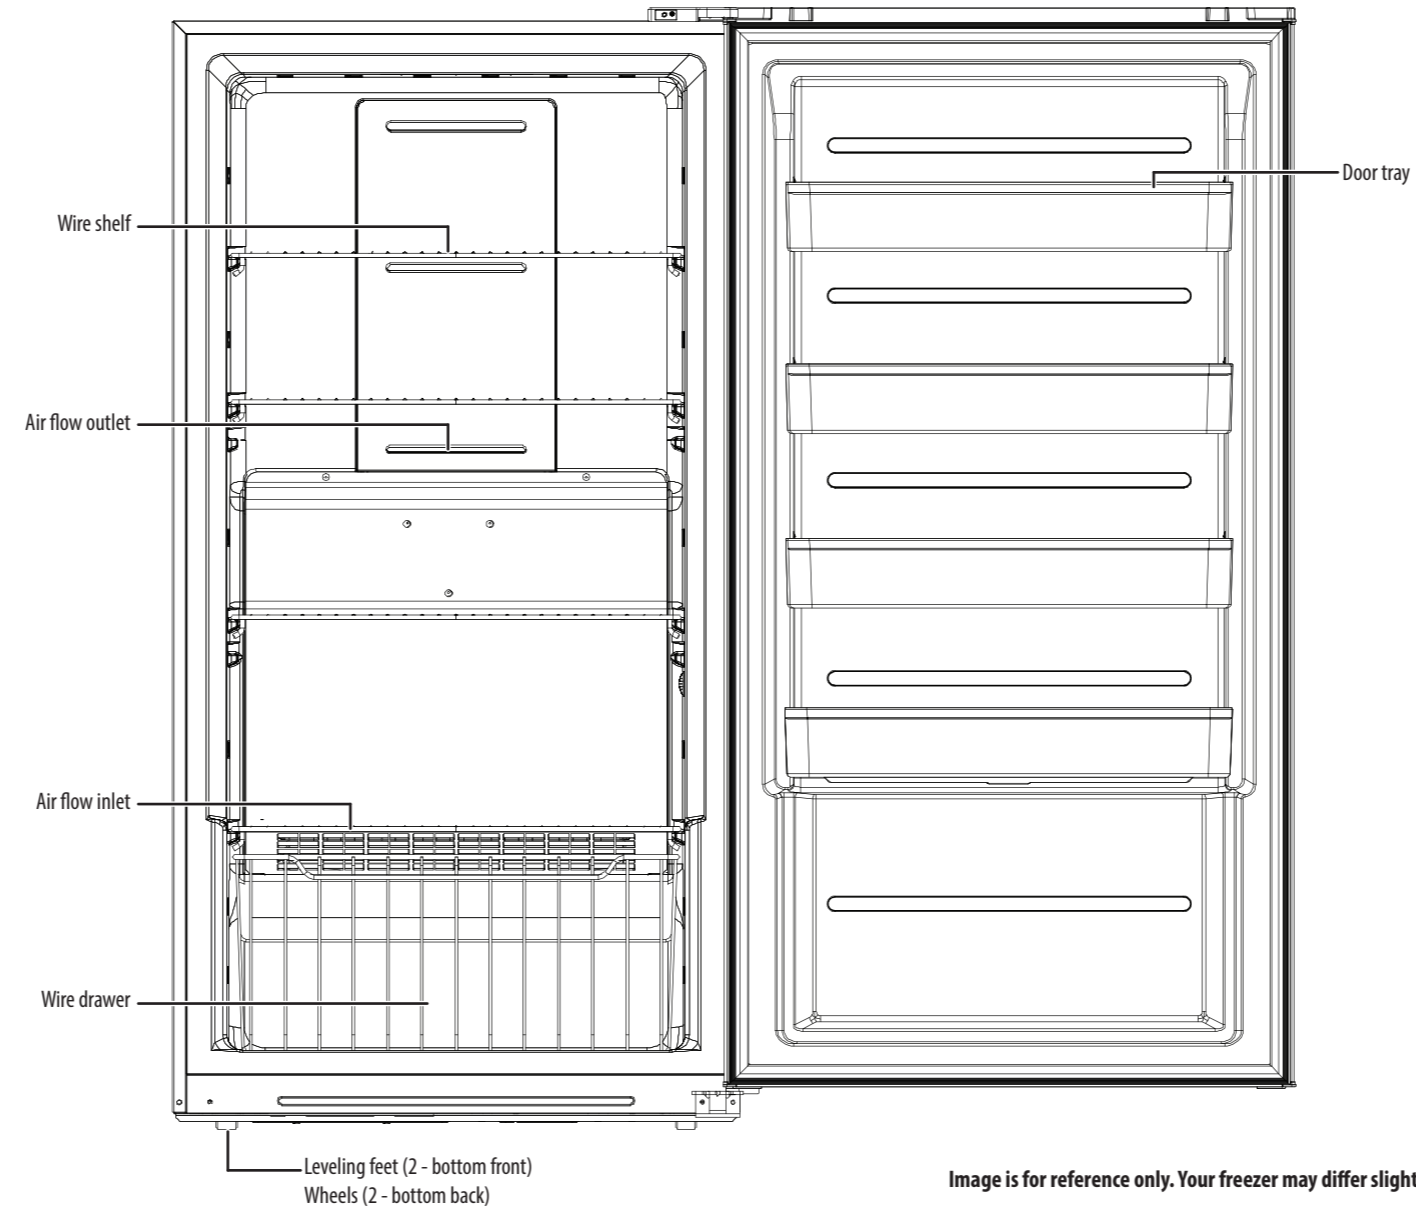 Door tray
Wire shelf
Air flow outlet
Air flow inlet
Wire drawer
Leveling feet (2 - bottom front)
Wheels (2 - bottom back)
Image is for reference only. Your freezer may differ slight